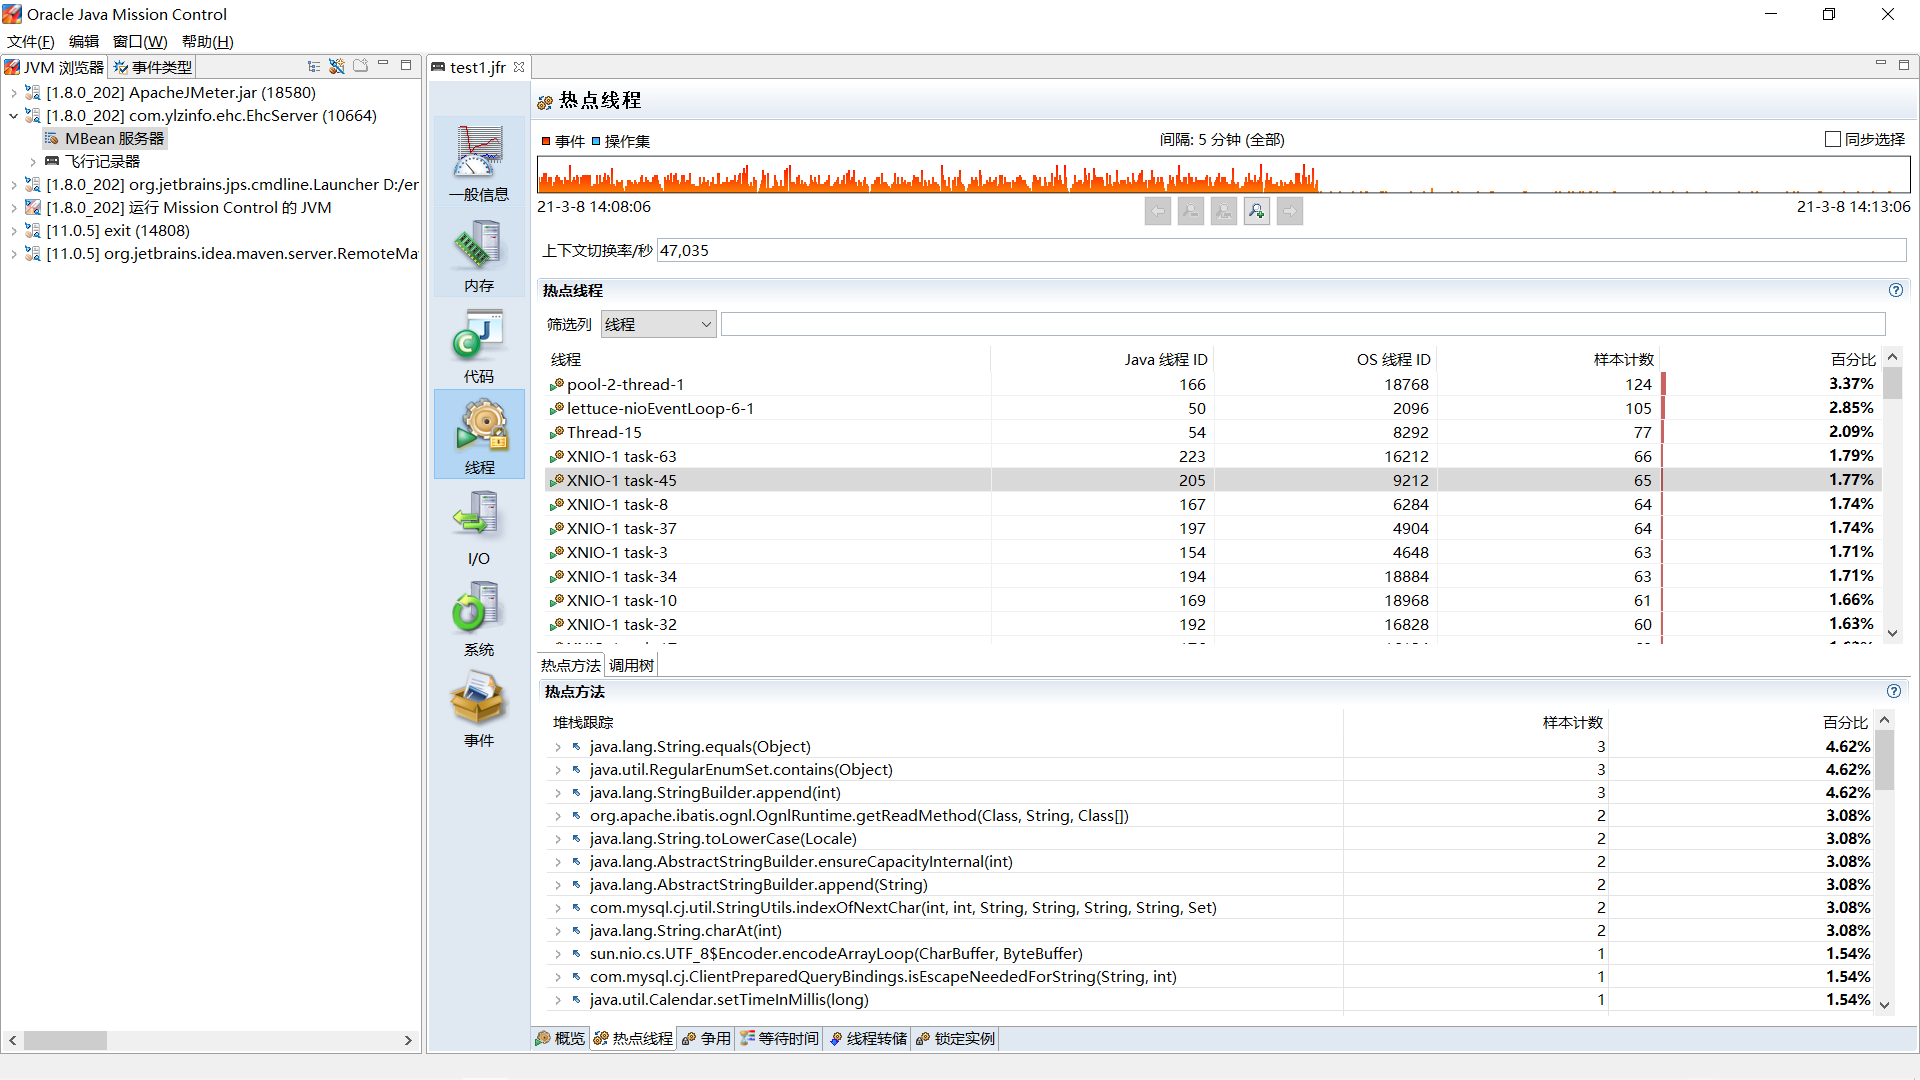 Oracle Java Mission Control
文件(F) 编辑 窗口(W) 帮助(H)
JVM 浏览器 事件类型
[1.8.0_202] ApacheJMeter.jar (18580)
[1.8.0_202] com.ylzinfo.ehc.EhcServer (10664)
MBean 服务器
飞行记录器
[1.8.0_202] org.jetbrains.jps.cmdline.Launcher D:/er
[1.8.0_202] 运行 Mission Control 的 JVM
[11.0.5] exit (14808)
[11.0.5] org.jetbrains.idea.maven.server.RemoteMa
test1.jfr
一般信息
内存
代码
线程
I/O
系统
事件
热点线程
事件 操作集 间隔: 5 分钟 (全部) 同步选择
21-3-8 14:08:06 21-3-8 14:13:06
上下文切换率/秒 47,035
热点线程
筛选列 线程
线程 Java 线程 ID OS 线程 ID 样本计数 百分比
pool-2-thread-1 166 18768 124 3.37%
lettuce-nioEventLoop-6-1 50 2096 105 2.85%
Thread-15 54 8292 77 2.09%
XNIO-1 task-63 223 16212 66 1.79%
XNIO-1 task-45 205 9212 65 1.77%
XNIO-1 task-8 167 6284 64 1.74%
XNIO-1 task-37 197 4904 64 1.74%
XNIO-1 task-3 154 4648 63 1.71%
XNIO-1 task-34 194 18884 63 1.71%
XNIO-1 task-10 169 18968 61 1.66%
XNIO-1 task-32 192 16828 60 1.63%
热点方法 调用树
热点方法
堆栈跟踪 样本计数 百分比
java.lang.String.equals(Object) 3 4.62%
java.util.RegularEnumSet.contains(Object) 3 4.62%
java.lang.StringBuilder.append(int) 3 4.62%
org.apache.ibatis.ognl.OgnlRuntime.getReadMethod(Class, String, Class[]) 2 3.08%
java.lang.String.toLowerCase(Locale) 2 3.08%
java.lang.AbstractStringBuilder.ensureCapacityInternal(int) 2 3.08%
java.lang.AbstractStringBuilder.append(String) 2 3.08%
com.mysql.cj.util.StringUtils.indexOfNextChar(int, int, String, String, String, String, Set) 2 3.08%
java.lang.String.charAt(int) 2 3.08%
sun.nio.cs.UTF_8$Encoder.encodeArrayLoop(CharBuffer, ByteBuffer) 1 1.54%
com.mysql.cj.ClientPreparedQueryBindings.isEscapeNeededForString(String, int) 1 1.54%
java.util.Calendar.setTimeInMillis(long) 1 1.54%
概览 热点线程 争用 等待时间 线程转储 锁定实例